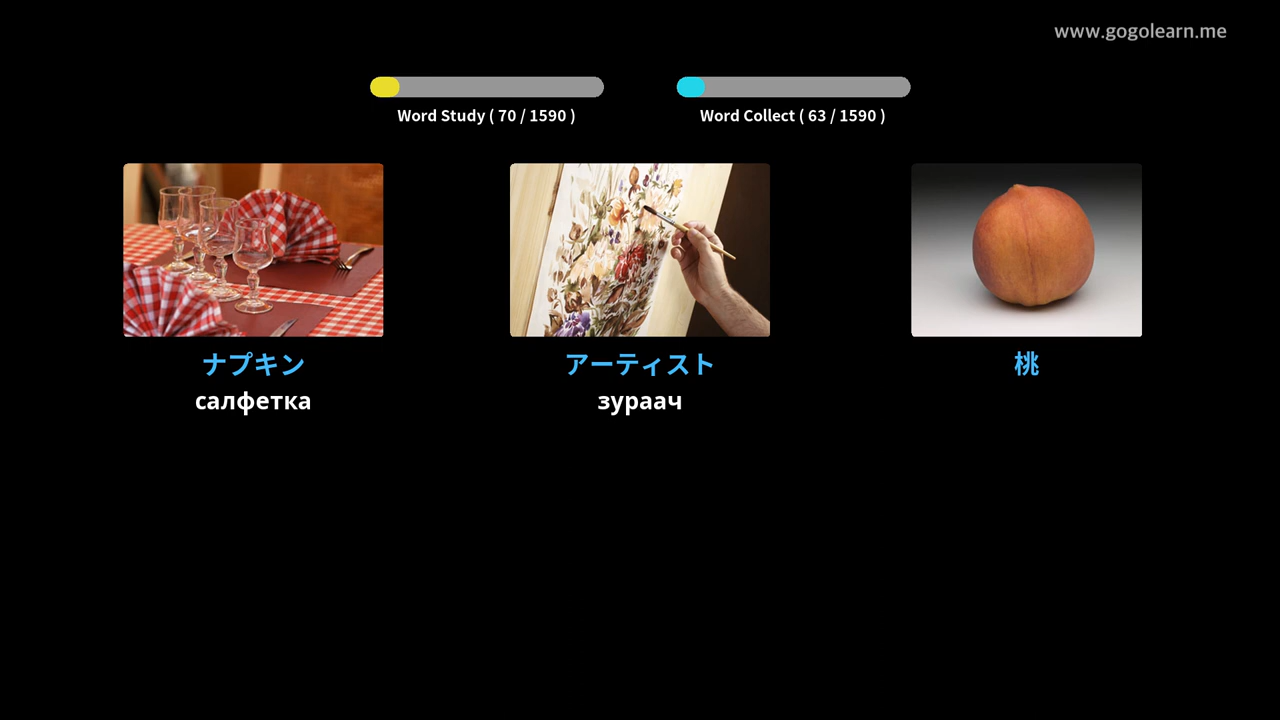 www.gogolearn.me
Word Study ( 70 / 1590 )
Word Collect ( 63 / 1590 )
ナプキン
салфетка
アーティスト
зураач
桃